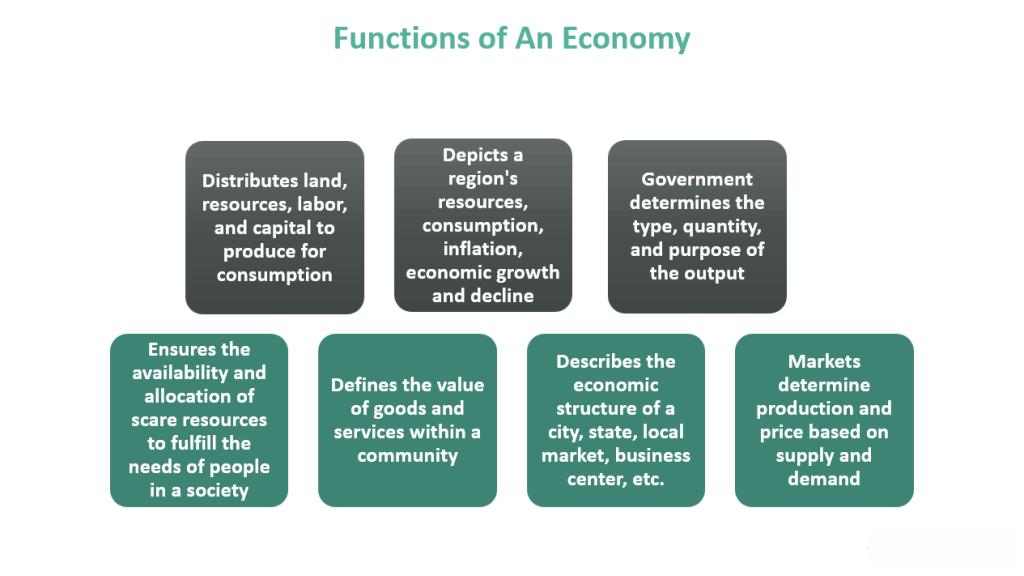 Functions of An Economy
Distributes land,
resources, labor,
and capital to
produce for
consumption
Depicts a
region's
resources,
consumption,
inflation,
economic growth
and decline
Government
determines the
type, quantity,
and purpose of
the output
Ensures the
availability and
allocation of
scare resources
to fulfill the
needs of people
in a society
Defines the value
of goods and
services within a
community
Describes the
economic
structure of a
city, state, local
market, business
center, etc.
Markets
determine
production and
price based on
supply and
demand